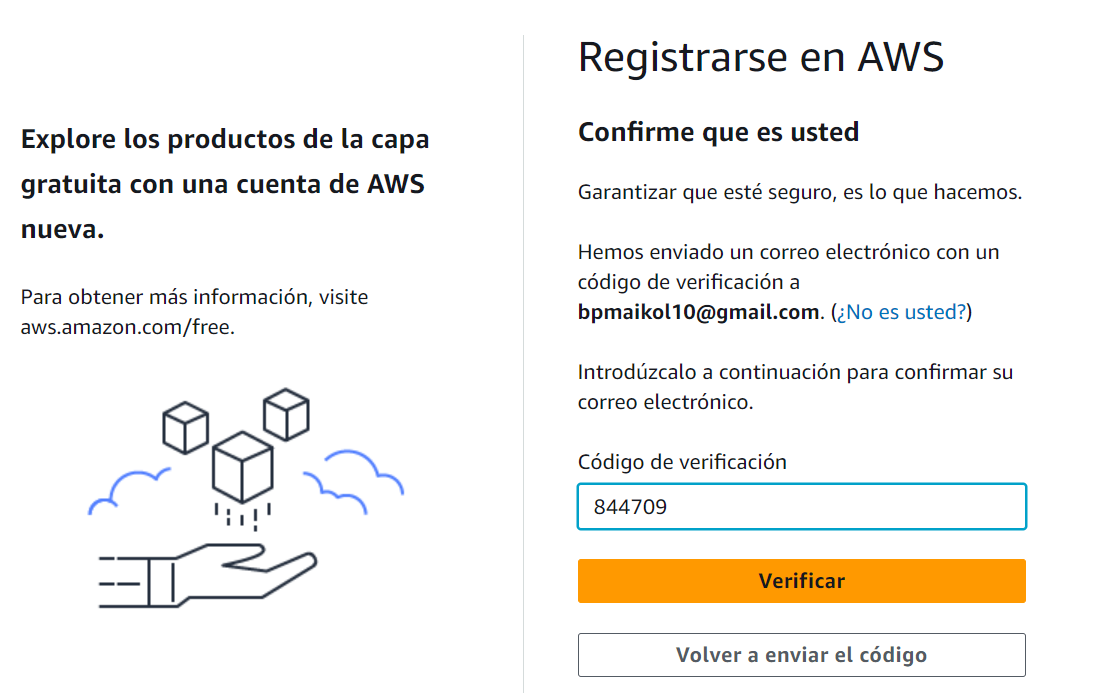 Explore los productos de la capa
gratuita con una cuenta de AWS
nueva.
Para obtener más información, visite
aws.amazon.com/free.
Registrarse en AWS
Confirme que es usted
Garantizar que esté seguro, es lo que hacemos.
Hemos enviado un correo electrónico con un
código de verificación a
bpmaikol10@gmail.com. (¿No es usted?)
Introdúzcalo a continuación para confirmar su
correo electrónico.
Código de verificación
844709
Verificar
Volver a enviar el código